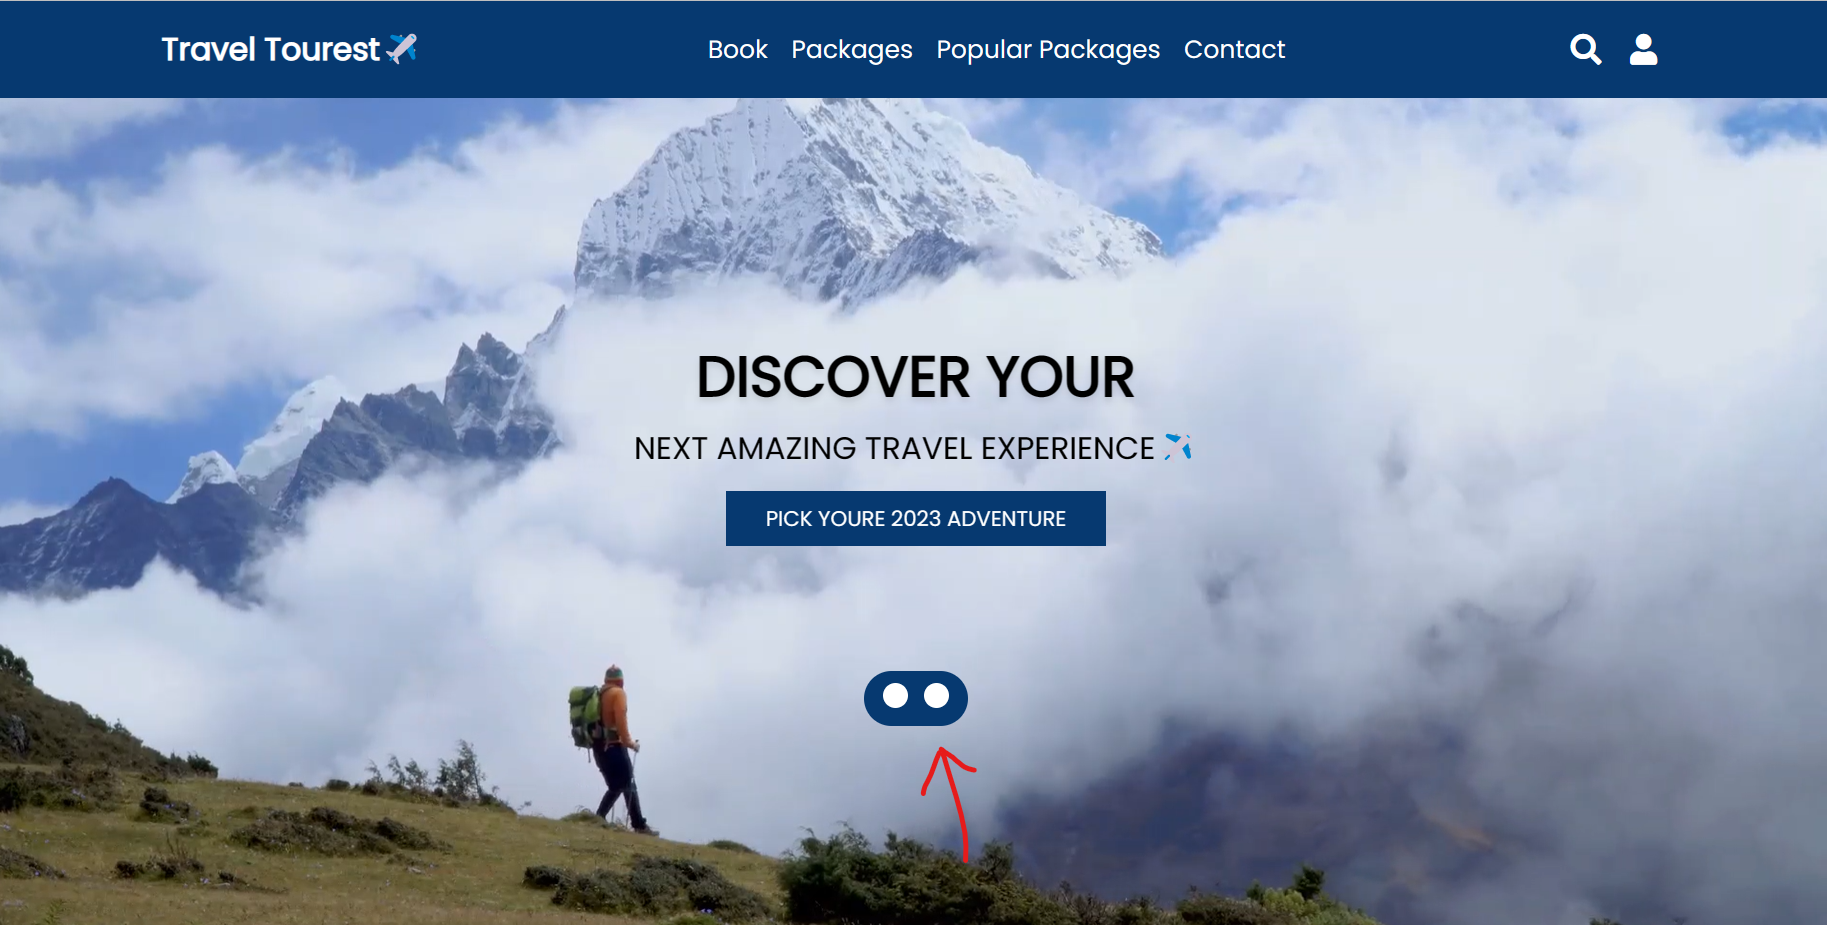 Travel Tourest
Book Packages Popular Packages Contact
DISCOVER YOUR
NEXT AMAZING TRAVEL EXPERIENCE
PICK YOURE 2023 ADVENTURE